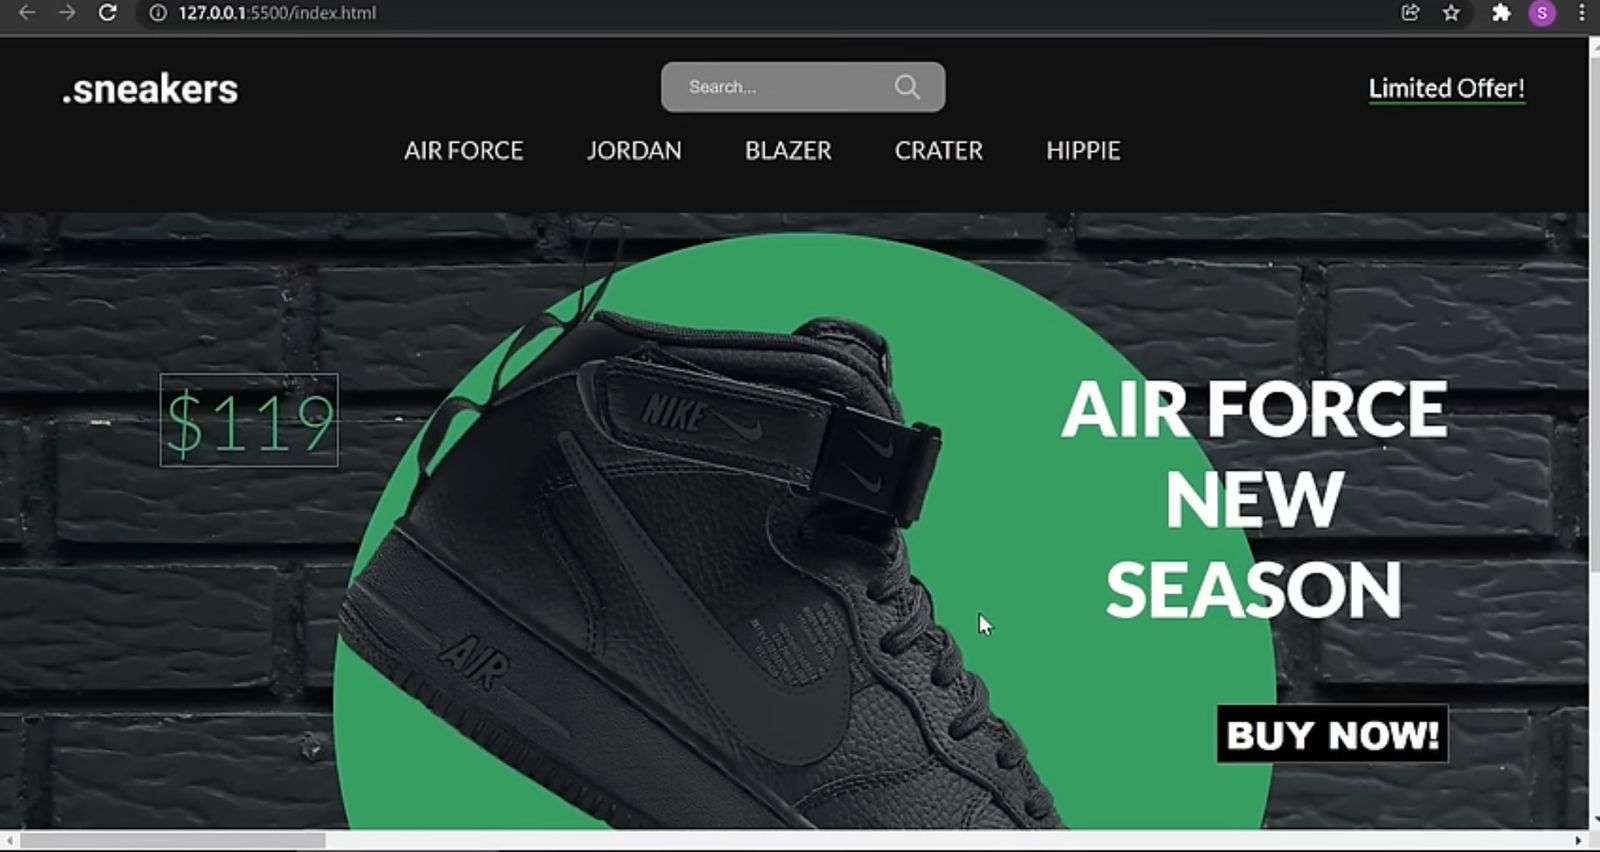 127.0.0.1:5500/index.html
S
.sneakers
Search...
Limited Offer!
AIR FORCE
JORDAN
BLAZER
CRATER
HIPPIE
$119
NIKE
AIR
AIR FORCE
NEW
SEASON
BUY NOW!